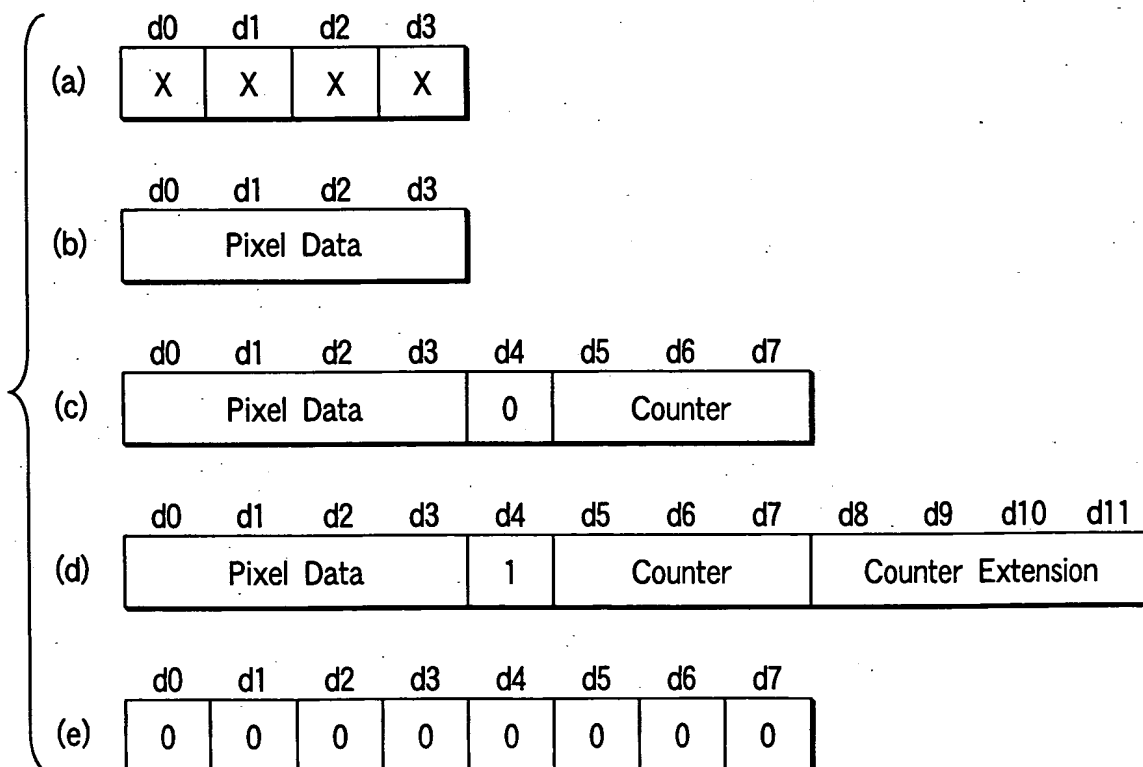 d0 d1 d2 d3
(a) X X X X
d0 d1 d2 d3
(b) Pixel Data
d0 d1 d2 d3 d4 d5 d6 d7
(c) Pixel Data 0 Counter
d0 d1 d2 d3 d4 d5 d6 d7 d8 d9 d10 d11
(d) Pixel Data 1 Counter Counter Extension
d0 d1 d2 d3 d4 d5 d6 d7
(e) 0 0 0 0 0 0 0 0